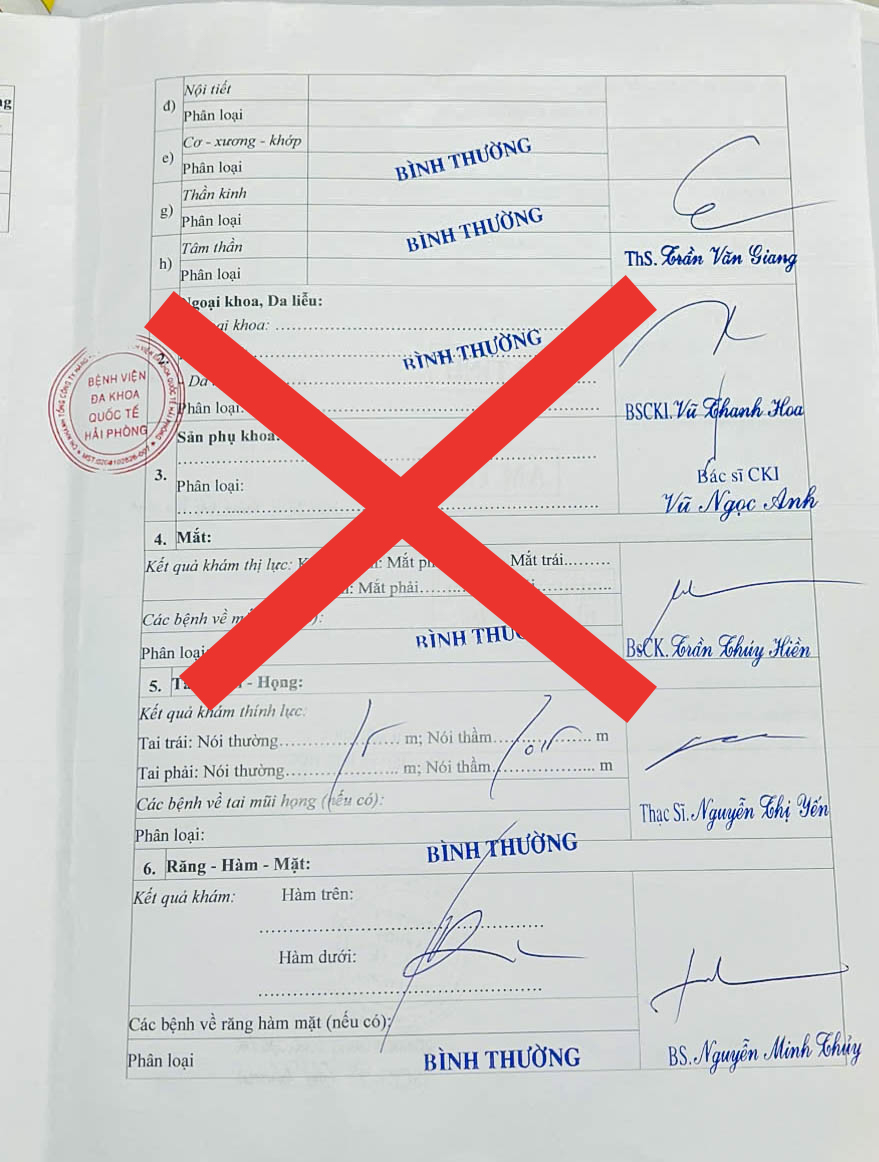 đ)
Nội tiết
Phân loại
e)
Cơ - xương - khớp
Phân loại
BÌNH THƯỜNG
g)
Thần kinh
Phân loại
BÌNH THƯỜNG
h)
Tâm thần
Phân loại
ThS. Trần Văn Giang
2.
Ngoại khoa, Da liễu:
khoa:
BÌNH THƯỜNG
Da
Phân loại:
BSCKI. Vũ Thanh Hoa
BỆNH VIỆN
ĐA KHOA
QUỐC TẾ
HẢI PHÒNG
3.
Sản phụ khoa:
Phân loại:
Bác sĩ CKI
Vũ Ngọc Anh
4. Mắt:
Kết quả khám thị lực: Mắt Mắt trái.........
Mắt phải
Các bệnh về
Phân loại
BÌNH
BsCK. Trần Thúy Hiền
5. - Họng:
Kết quả khám thính lực:
Tai trái: Nói thường............ m; Nói thầm............ m
Tai phải: Nói thường............ m; Nói thầm............ m
Các bệnh về tai mũi họng (nếu có):
Thạc Sĩ. Nguyễn Thị Yến
Phân loại:
BÌNH THƯỜNG
6. Răng - Hàm - Mặt:
Kết quả khám: Hàm trên:
Hàm dưới:
Các bệnh về răng hàm mặt (nếu có):
Phân loại
BÌNH THƯỜNG
BS. Nguyễn Minh Thủy